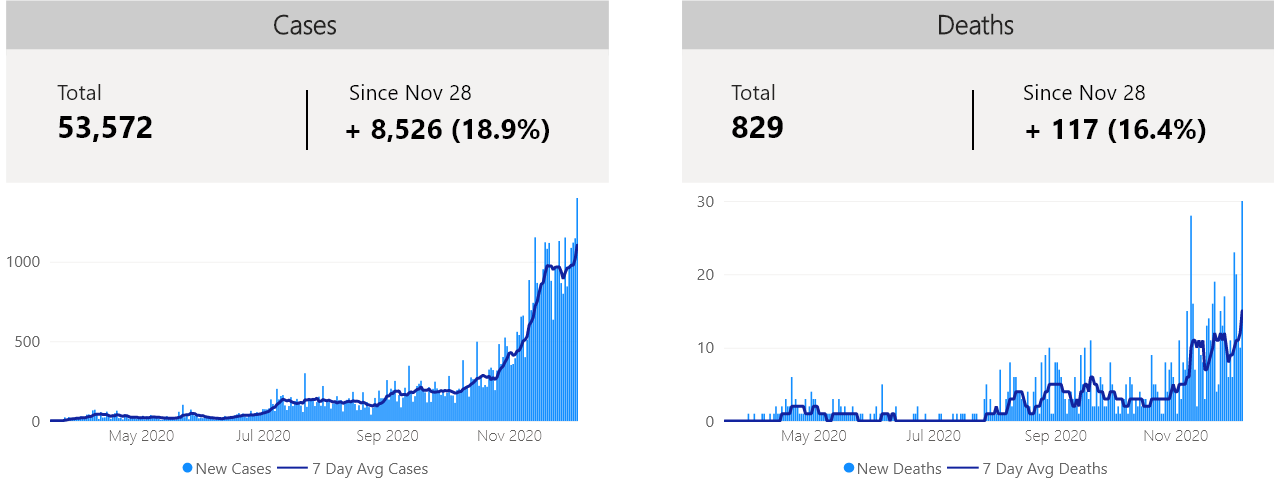 Cases
Total
Since Nov 28
53,572
+ 8,526 (18.9%)
1000
500
0
May 2020
Jul 2020
Sep 2020
Nov 2020
New Cases
7 Day Avg Cases
Deaths
Total
Since Nov 28
829
+ 117 (16.4%)
30
20
10
0
May 2020
Jul 2020
Sep 2020
Nov 2020
New Deaths
7 Day Avg Deaths